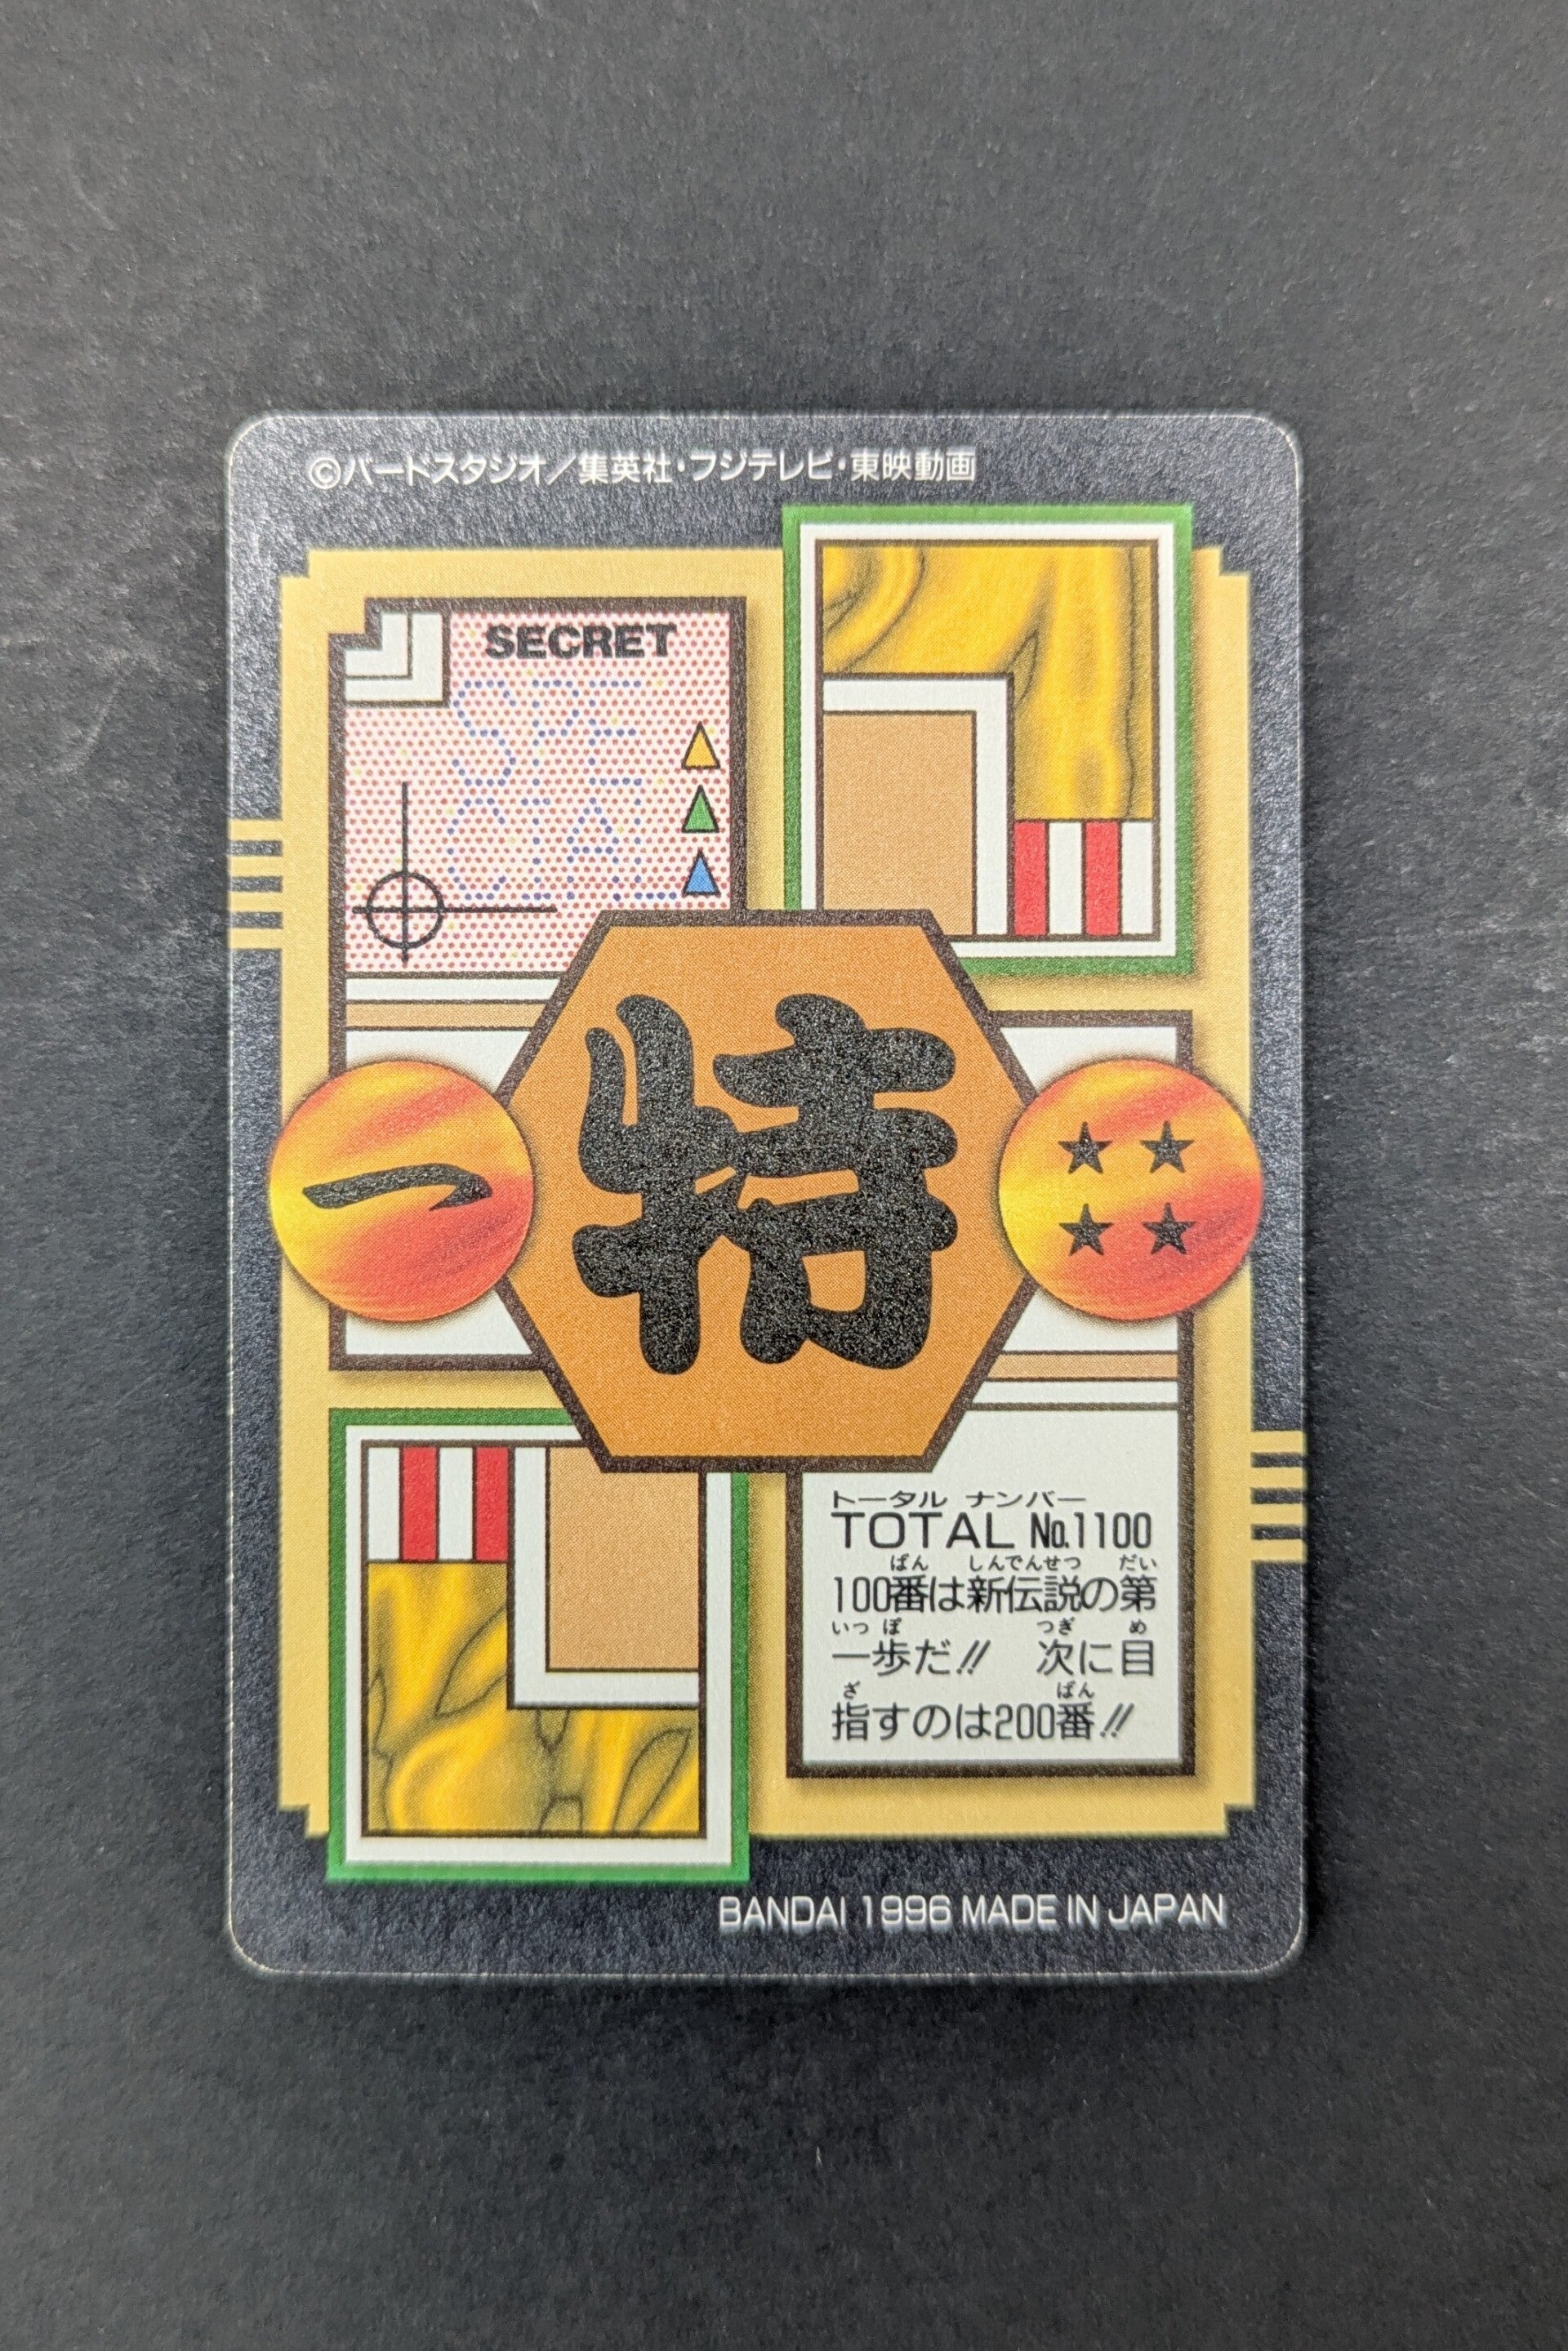 ©バードスタジオ／集英社・フジテレビ・東映動画
SECRET
SPE
CIAL
一
特
トータル ナンバー
TOTAL No.1100
ばん しんでんせつ だい
100番は新伝説の第
いっ ぽ つぎ め
一歩だ!! 次に目
ざ ばん
指すのは200番!!
BANDAI 1996 MADE IN JAPAN